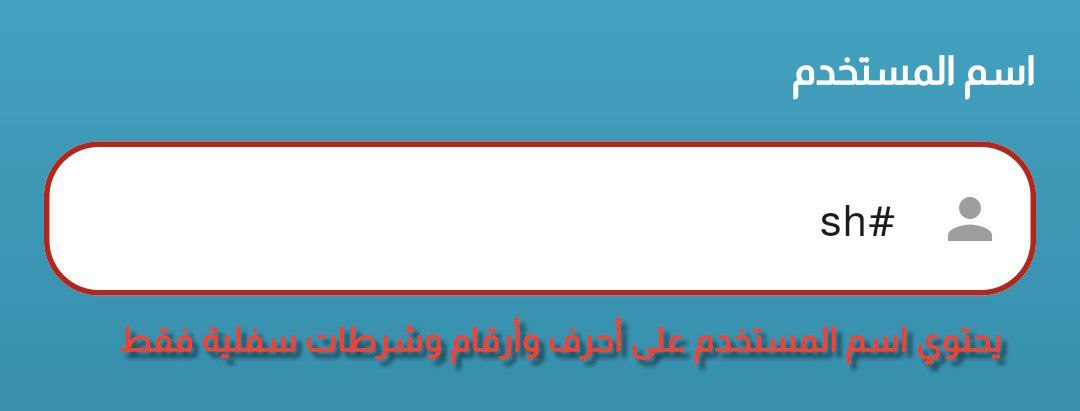 اسم المستخدم
sh#
يحتوي اسم المستخدم على أحرف وأرقام وشرطات سفلية فقط